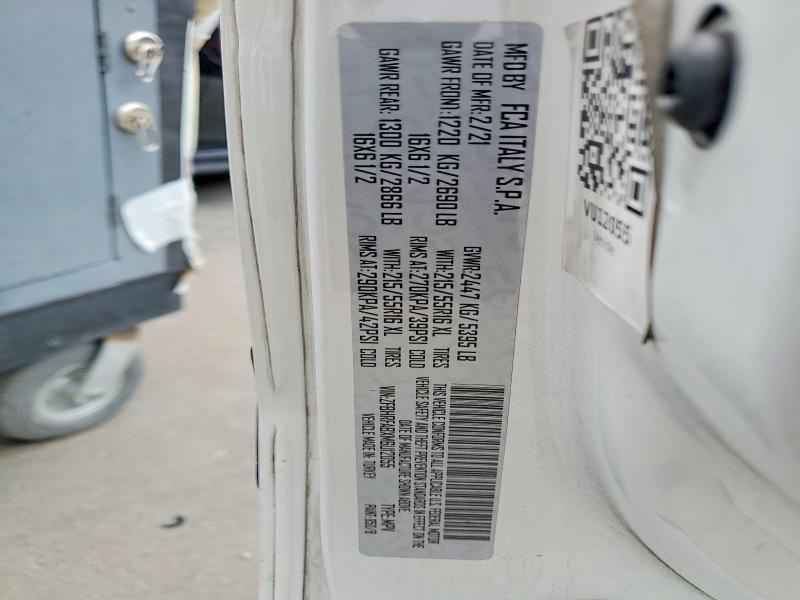 MFD BY FCA ITALY S.P.A.
DATE OF MFR:2/21 GVWR:2447 KG/5395 LB
GAWR FRONT:1220 KG/2690 LB WITH:215/55R16 XL TIRES
16X6 1/2 RIMS AT:270KPA/39PSI COLD
GAWR REAR:1300 KG/2866 LB WITH:215/55R16 XL TIRES
16X6 1/2 RIMS AT:290KPA/42PSI COLD
THIS VEHICLE CONFORMS TO ALL APPLICABLE U.S. FEDERAL MOTOR
VEHICLE SAFETY AND THEFT PREVENTION STANDARDS IN EFFECT ON THE
DATE OF MANUFACTURE SHOWN ABOVE
TYPE:MPV
VEHICLE MADE IN: TURKEY
VU12055
Vehicle